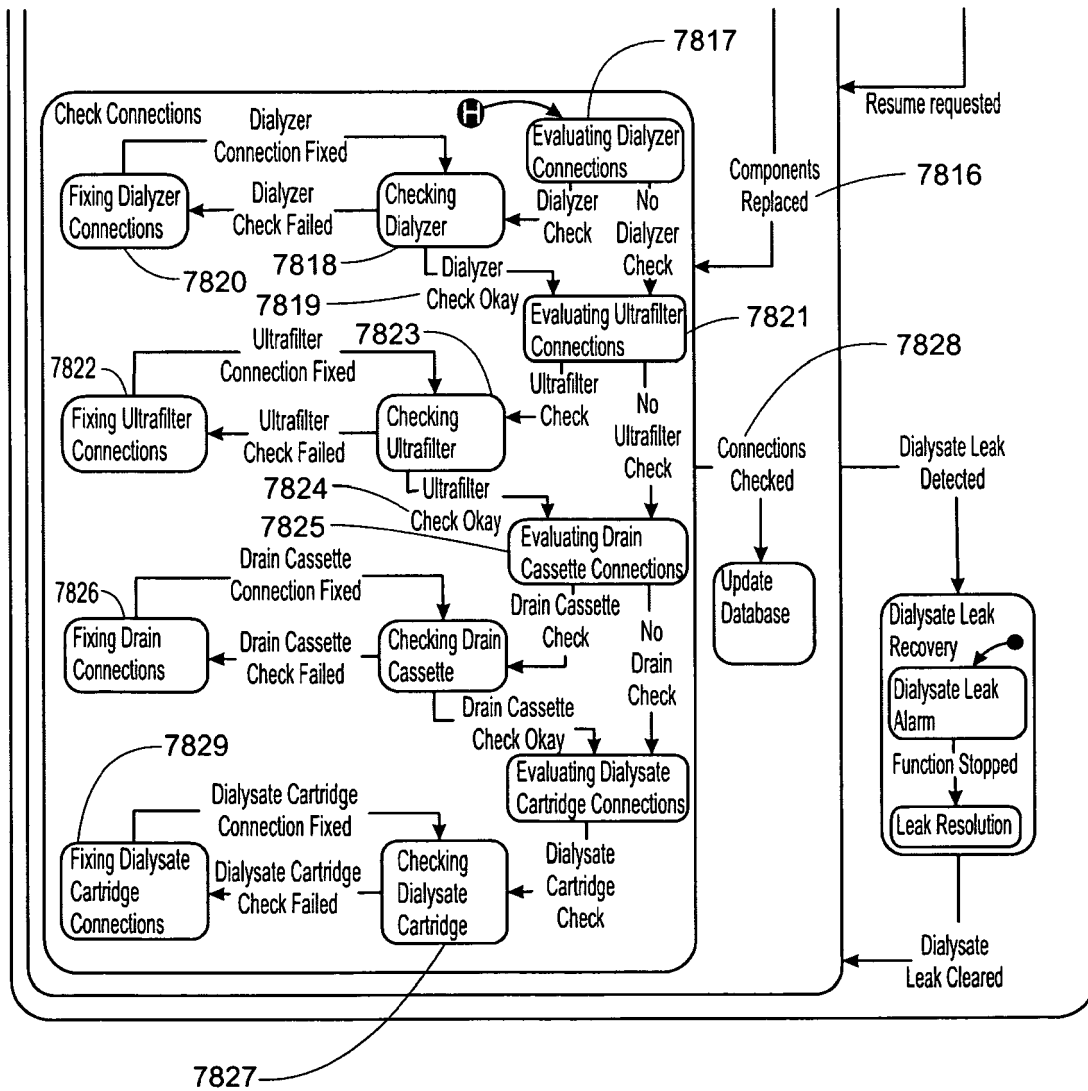 7817
Check Connections
H
Dialyzer
Connection Fixed
Evaluating Dialyzer
Connections
Resume requested
Components
Replaced
7816
Fixing Dialyzer
Connections
Dialyzer
Check Failed
Checking
Dialyzer
Dialyzer
Check
No
Dialyzer
Check
7820
7818
7819
Dialyzer
Check Okay
Evaluating Ultrafilter
Connections
7821
7823
Ultrafilter
Connection Fixed
7822
7828
Fixing Ultrafilter
Connections
Ultrafilter
Check Failed
Checking
Ultrafilter
Ultrafilter
Check
No
Ultrafilter
Check
Connections
Checked
Dialysate Leak
Detected
7824
Ultrafilter
Check Okay
7825
Evaluating Drain
Cassette Connections
Drain Cassette
Connection Fixed
7826
Update
Database
Fixing Drain
Connections
Drain Cassette
Check Failed
Checking Drain
Cassette
Drain Cassette
Check
No
Drain
Check
Dialysate Leak
Recovery
Dialysate Leak
Alarm
Function Stopped
Leak Resolution
Drain Cassette
Check Okay
7829
Evaluating Dialysate
Cartridge Connections
Dialysate Cartridge
Connection Fixed
Fixing Dialysate
Cartridge
Connections
Dialysate Cartridge
Check Failed
Checking
Dialysate
Cartridge
Dialysate
Cartridge
Check
Dialysate
Leak Cleared
7827